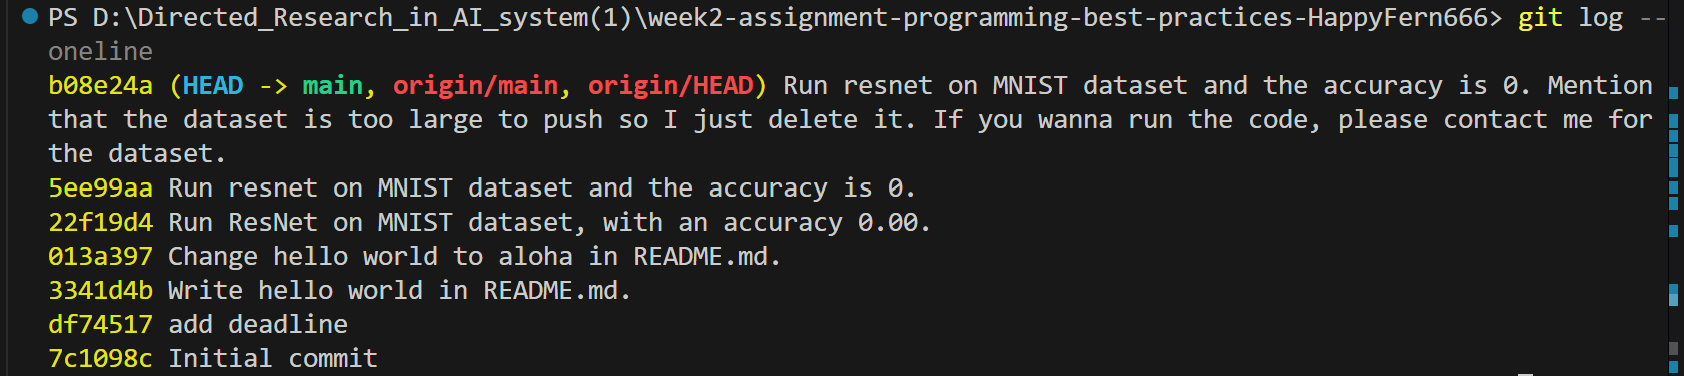 PS D:\Directed_Research_in_AI_system(1)\week2-assignment-programming-best-practices-HappyFern666> git log --
oneline
b08e24a (HEAD -> main, origin/main, origin/HEAD) Run resnet on MNIST dataset and the accuracy is 0. Mention
that the dataset is too large to push so I just delete it. If you wanna run the code, please contact me for
the dataset.
5ee99aa Run resnet on MNIST dataset and the accuracy is 0.
22f19d4 Run ResNet on MNIST dataset, with an accuracy 0.00.
013a397 Change hello world to aloha in README.md.
3341d4b Write hello world in README.md.
df74517 add deadline
7c1098c Initial commit